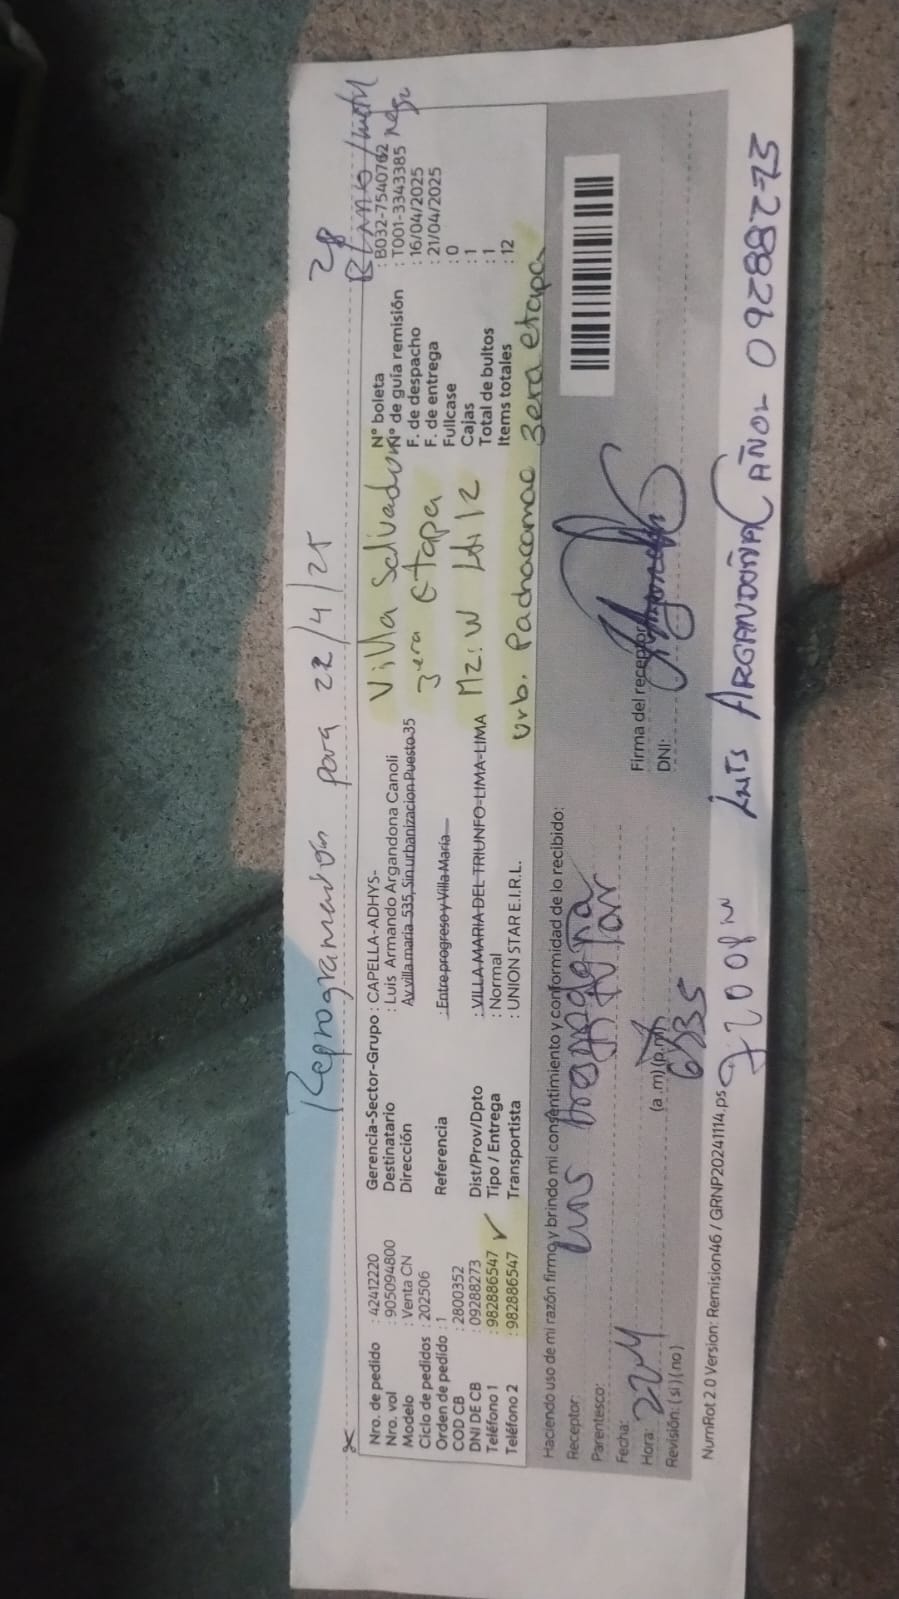 Reprogramación para 22/4/25
28
Blanco / metal
negr
Nro. de pedido : 42412220
Nro. vol : 905094800
Modelo : Venta CN
Ciclo de pedidos : 202506
Orden de pedido : 1
COD CB : 2800352
DNI DE CB : 09288273
Teléfono 1 : 982886547 ✓
Teléfono 2 : 982886547
Gerencia-Sector-Grupo : CAPELLA-ADHYS-
Destinatario : Luis Armando Argandona Canoli
Dirección Av villa maria 535, Sin urbanizacion Puesto 35
Referencia : Entre progreso y Villa Maria
Dist/Prov/Dpto : VILLA MARIA DEL TRIUNFO-LIMA-LIMA
Tipo / Entrega : Normal
Transportista : UNION STAR E.I.R.L.
Villa Salvador
3era etapa
Mz: W Lt: 12
Urb. Pachacamac 3era etapa
N° boleta : B032-7540762
N° de guía remisión : T001-3343385
F. de despacho : 16/04/2025
F. de entrega : 21/04/2025
Fullcase : 0
Cajas : 1
Total de bultos : 1
Items totales : 12
Haciendo uso de mi razón firmo y brindo mi consentimiento y conformidad de lo recibido:
Receptor:
Parentesco:
Fecha:
Hora: (a .m) (p.m)
Revisión: ( si ) ( no )
6535
Firma del receptor:
DNI:
NumRot 2.0 Version: Remision46 / GRNP20241114.ps
LUIS ARGANDOÑA CAÑOL 09288273